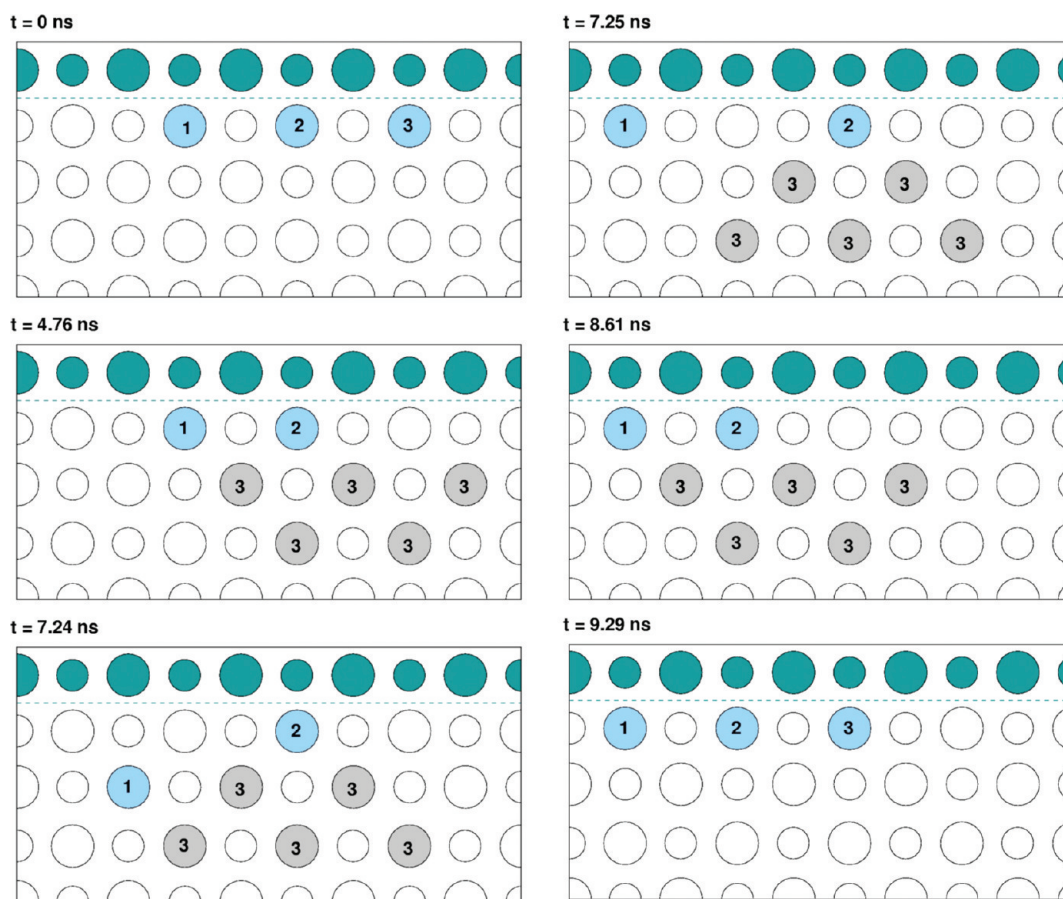 t = 0 ns
1 2 3
t = 4.76 ns
1 2
3 3 3
3 3
t = 7.24 ns
2
1 3 3
3 3 3
t = 7.25 ns
1 2
3 3
3 3 3
t = 8.61 ns
1 2
3 3 3
3 3
t = 9.29 ns
1 2 3